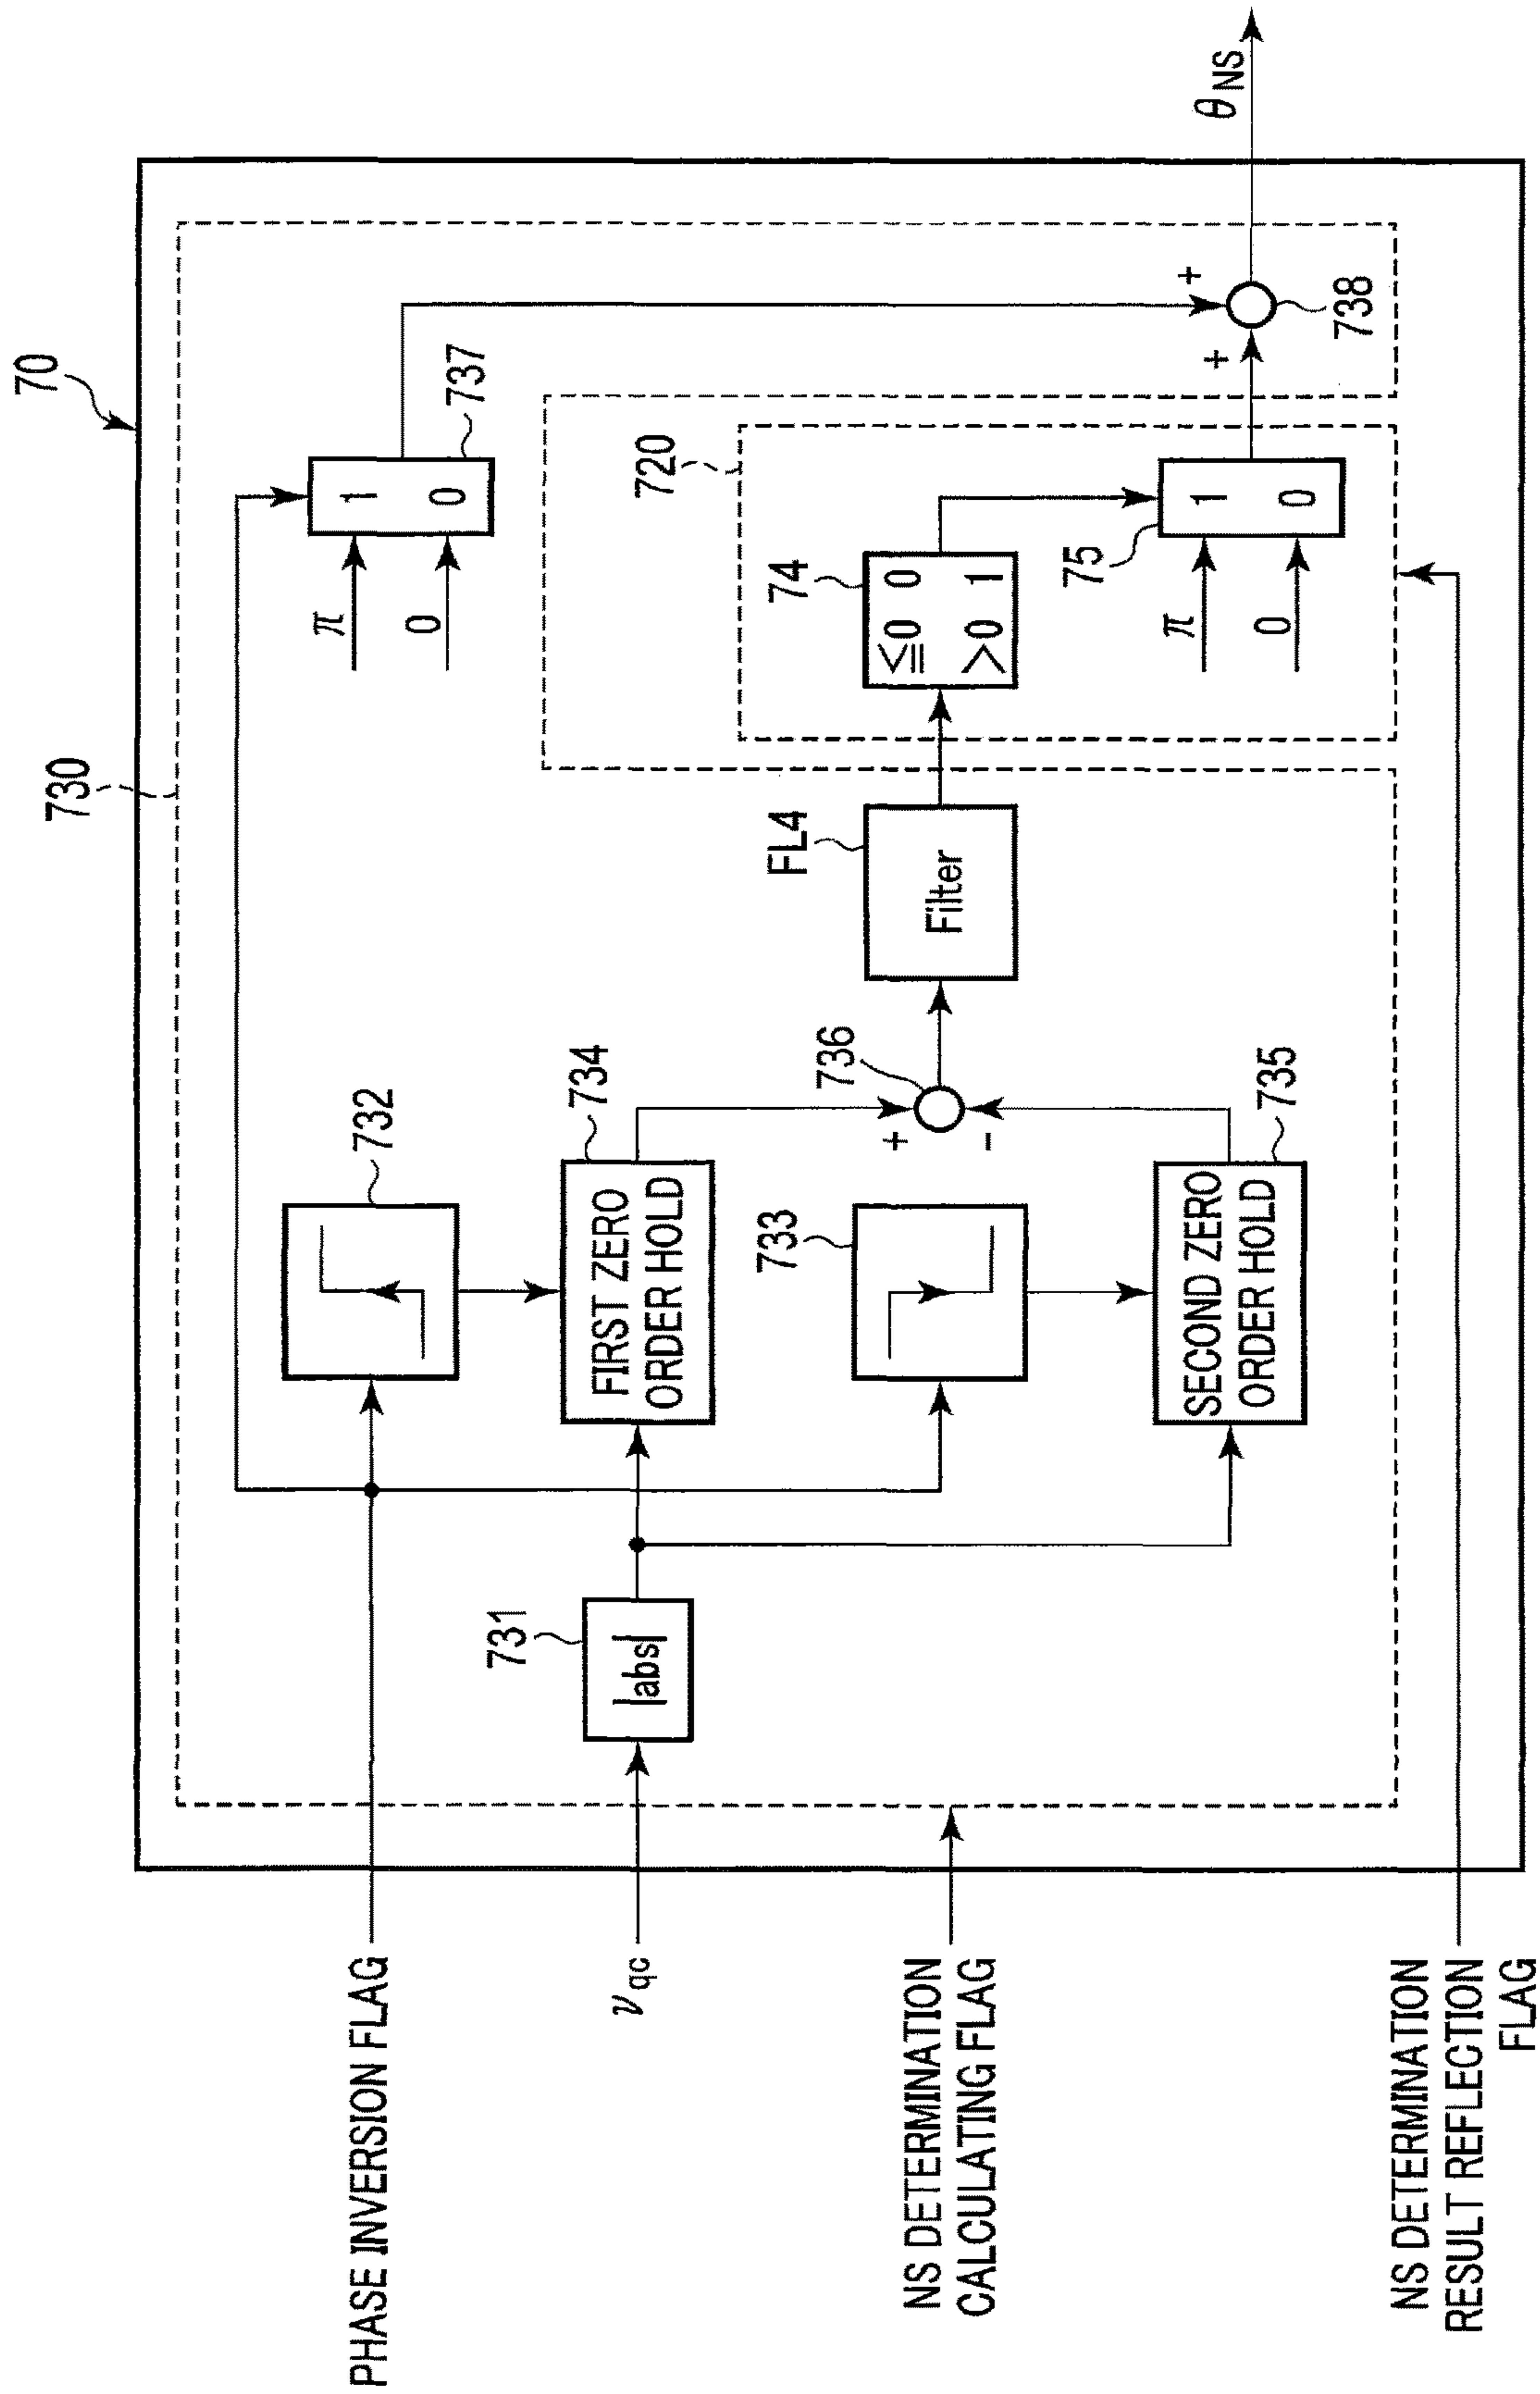 70
730
732
734
731
|abs|
FIRST ZERO
ORDER HOLD
733
SECOND ZERO
ORDER HOLD
735
736
+
-
FL4
Filter
720
74
≦0 0
>0 1
75
π
0
1
0
737
π
0
1
0
+
+
738
θNS
PHASE INVERSION FLAG
νqc
NS DETERMINATION
CALCULATING FLAG
NS DETERMINATION
RESULT REFLECTION
FLAG